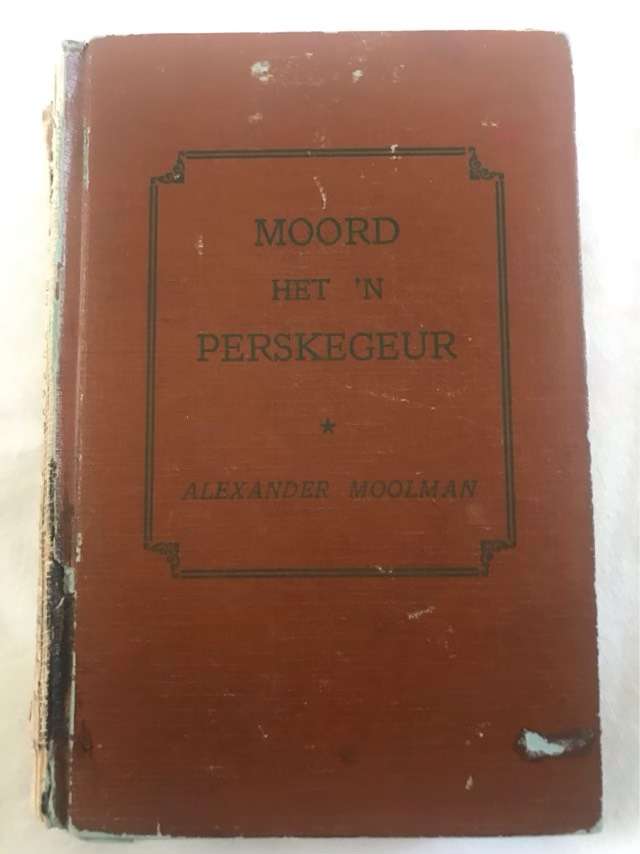 MOORD
HET 'N
PERSKEGEUR
ALEXANDER MOOLMAN